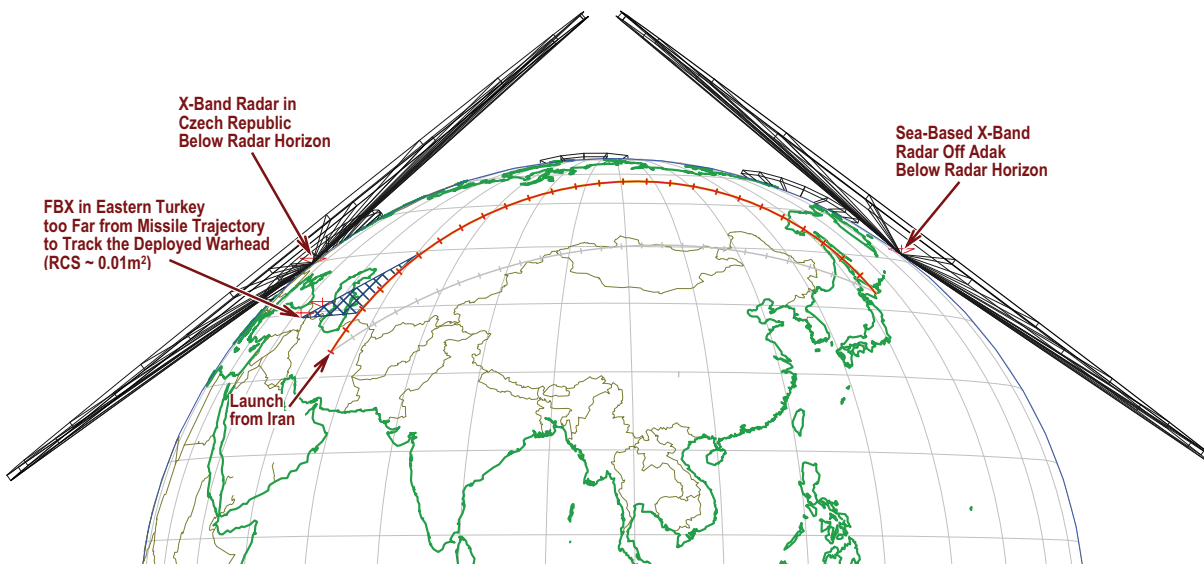 X-Band Radar in
Czech Republic
Below Radar Horizon
Sea-Based X-Band
Radar Off Adak
Below Radar Horizon
FBX in Eastern Turkey
too Far from Missile Trajectory
to Track the Deployed Warhead
(RCS ~ 0.01m²)
Launch
from Iran